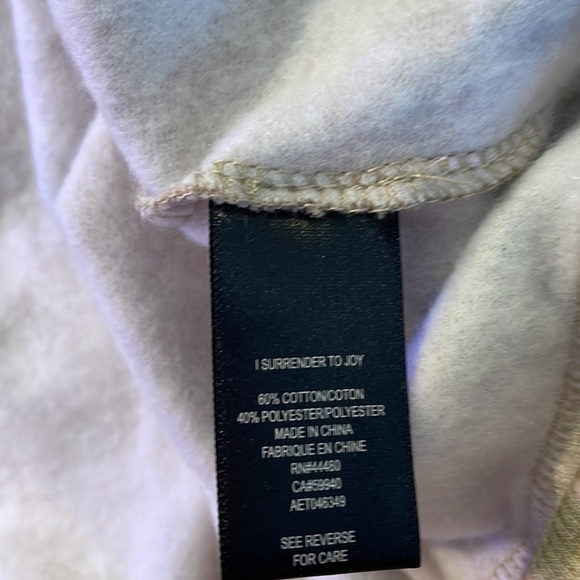 I SURRENDER TO JOY
60% COTTON/COTON
40% POLYESTER/POLYESTER
MADE IN CHINA
FABRIQUE EN CHINE
RN#44480
CA#59940
AET046349
SEE REVERSE
FOR CARE